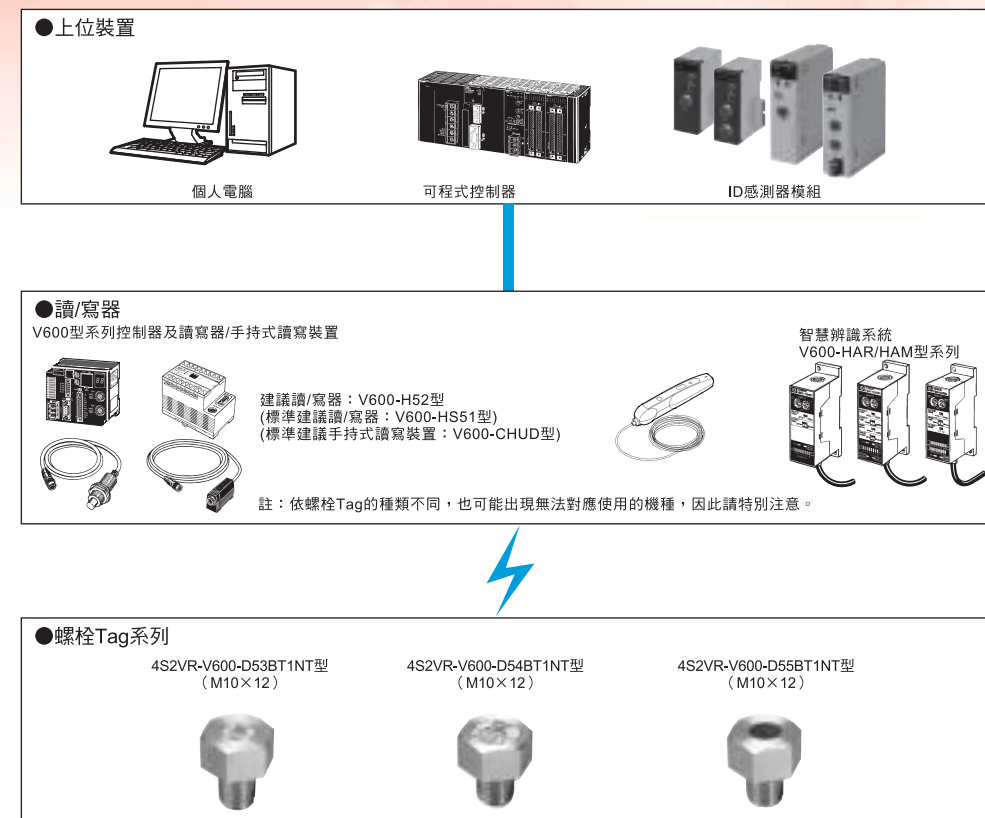 ●上位裝置
個人電腦
可程式控制器
ID感測器模組
●讀/寫器
V600型系列控制器及讀寫器/手持式讀寫裝置
建議讀/寫器：V600-H52型
(標準建議讀/寫器：V600-HS51型)
(標準建議手持式讀寫裝置：V600-CHUD型)
智慧辨識系統
V600-HAR/HAM型系列
註：依螺栓Tag的種類不同，也可能出現無法對應使用的機種，因此請特別注意。
●螺栓Tag系列
4S2VR-V600-D53BT1NT型
（M10×12）
4S2VR-V600-D54BT1NT型
（M10×12）
4S2VR-V600-D55BT1NT型
（M10×12）